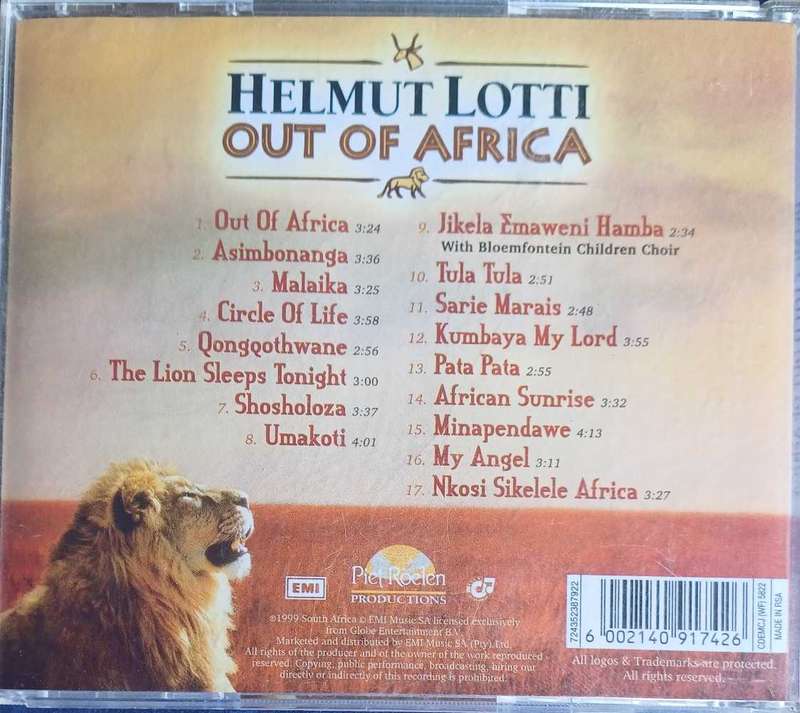 HELMUT LOTTI
OUT OF AFRICA
1. Out Of Africa 3:24
2. Asimbonanga 3:36
3. Malaika 3:25
4. Circle Of Life 3:58
5. Qongqothwane 2:56
6. The Lion Sleeps Tonight 3:00
7. Shosholoza 3:37
8. Umakoti 4:01
9. Jikela Emaweni Hamba 2:34
With Bloemfontein Children Choir
10. Tula Tula 2:51
11. Sarie Marais 2:48
12. Kumbaya My Lord 3:55
13. Pata Pata 2:55
14. African Sunrise 3:32
15. Minapendawe 4:13
16. My Angel 3:11
17. Nkosi Sikelele Africa 3:27
EMI
Piet Roelen
PRODUCTIONS
℗1999 South Africa © EMI Music SA licensed exclusively
from Globe Entertainment B.V.
Marketed and distributed by EMI Music SA (Pty) Ltd
All rights of the producer and of the owner of the work reproduced
reserved. Copying, public performance, broadcasting, hiring out
directly or indirectly of this recording is prohibited.
724352387922
6 002140 917426
CDEMCJ (WF) 5822
MADE IN RSA
All logos & Trademarks are protected.
All rights reserved.